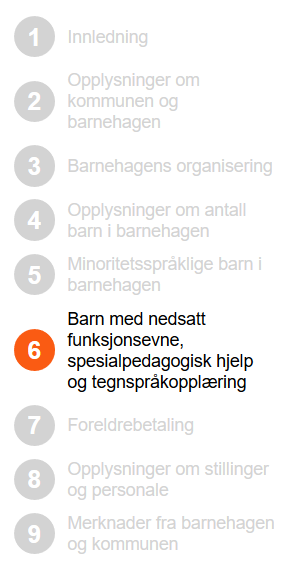 1 Innledning
2 Opplysninger om
kommunen og
barnehagen
3 Barnehagens organisering
4 Opplysninger om antall
barn i barnehagen
5 Minoritetsspråklige barn i
barnehagen
6 Barn med nedsatt
funksjonsevne,
spesialpedagogisk hjelp
og tegnspråkopplæring
7 Foreldrebetaling
8 Opplysninger om stillinger
og personale
9 Merknader fra barnehagen
og kommunen